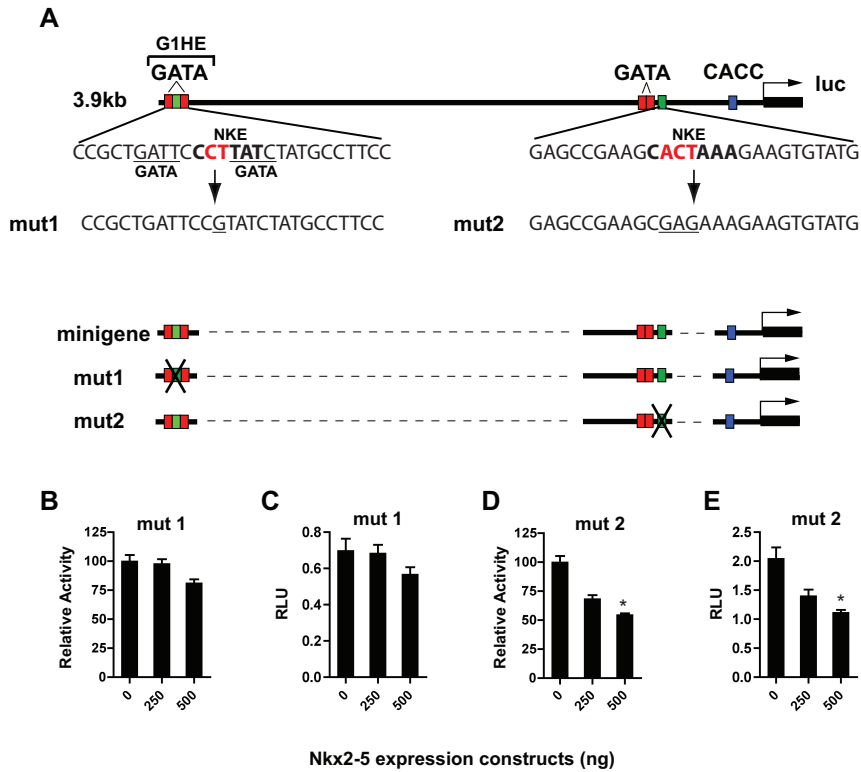 A
G1HE
GATA
GATA
CACC
3.9kb
luc
NKE
CCGCTGATTCCCCTTATCTATGCCTTCC
GATA
GATA
NKE
GAGCCGAAGCACTAAAGAAGTGTATG
mut1
CCGCTGATTCCGTATCTATGCCTTCC
mut2
GAGCCGAAGCGAGAAAGAAGTGTATG
minigene
mut1
mut2
B
mut 1
Relative Activity
125
100
75
50
25
0
0
250
500
C
mut 1
RLU
0.8
0.6
0.4
0.2
0.0
0
250
500
D
mut 2
Relative Activity
125
100
75
50
25
0
*
0
250
500
E
mut 2
RLU
2.5
2.0
1.5
1.0
0.5
0.0
*
0
250
500
Nkx2-5 expression constructs (ng)